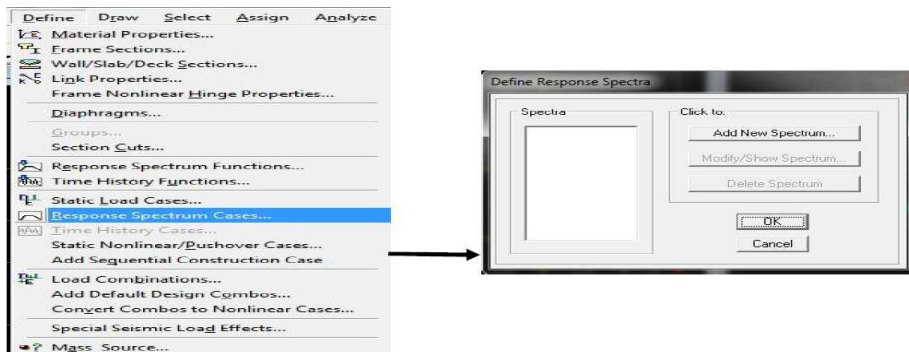 Define Draw Select Assign Analyze
Material Properties...
Frame Sections...
Wall/Slab/Deck Sections...
Link Properties...
Frame Nonlinear Hinge Properties...
Diaphragms...
Groups...
Section Cuts...
Response Spectrum Functions...
Time History Functions...
Static Load Cases...
Response Spectrum Cases...
Time History Cases...
Static Nonlinear/Pushover Cases...
Add Sequential Construction Case
Load Combinations...
Add Default Design Combos...
Convert Combos to Nonlinear Cases...
Special Seismic Load Effects...
Mass Source...
Define Response Spectra
Spectra
Click to:
Add New Spectrum...
Modify/Show Spectrum...
Delete Spectrum
OK
Cancel